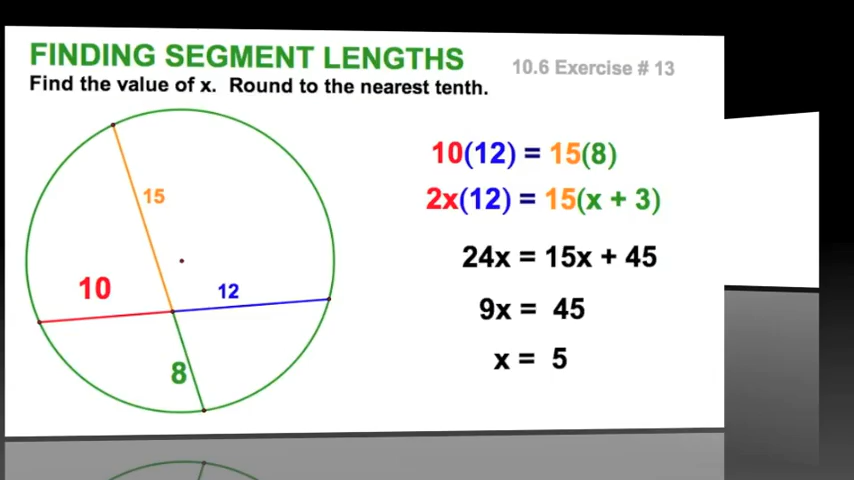 FINDING SEGMENT LENGTHS
10.6 Exercise # 13
Find the value of x. Round to the nearest tenth.
15
10
12
8
10(12) = 15(8)
2x(12) = 15(x + 3)
24x = 15x + 45
9x = 45
x = 5